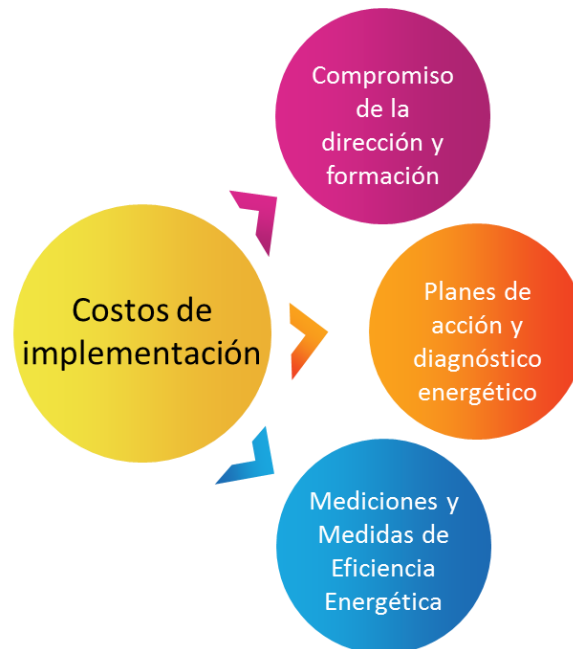 Compromiso
de la
dirección y
formación
Costos de
implementación
Planes de
acción y
diagnóstico
energético
Mediciones y
Medidas de
Eficiencia
Energética